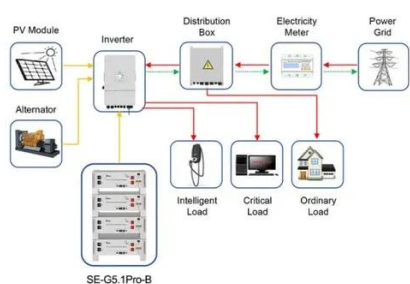 PV Module
Inverter
Distribution
Box
Electricity
Meter
Power
Grid
Alternator
Intelligent
Load
Critical
Load
Ordinary
Load
SE-G5.1Pro-B